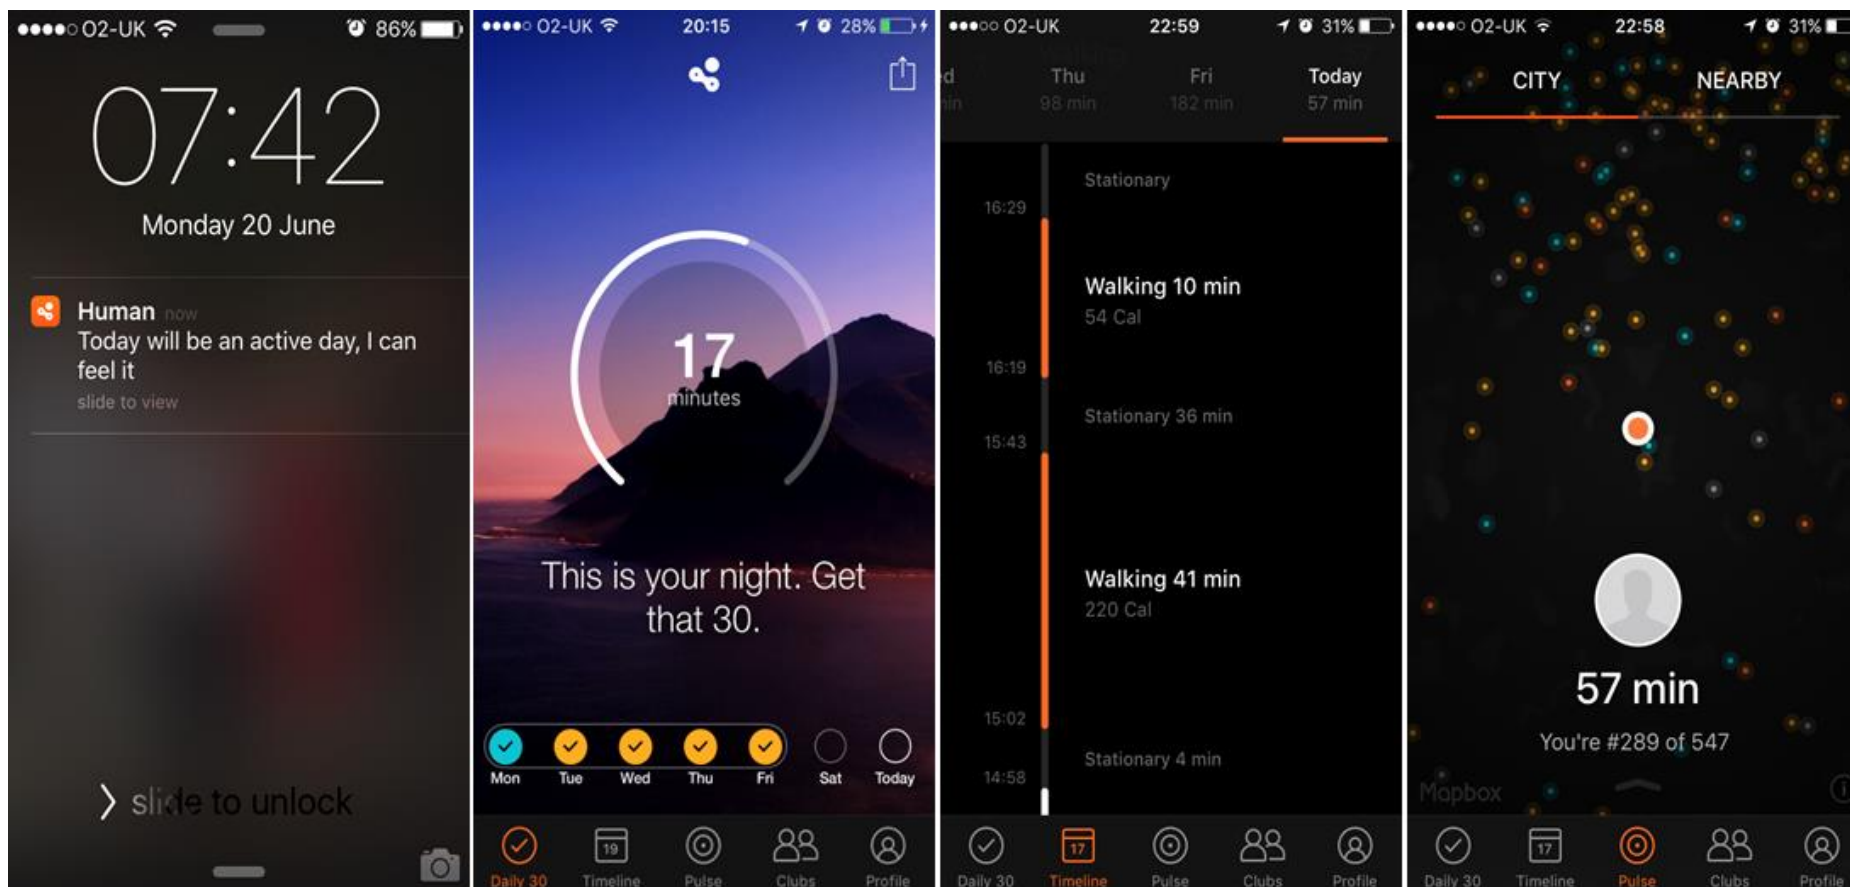 O2-UK 86%
07:42
Monday 20 June
Human now
Today will be an active day, I can
feel it
slide to view
slide to unlock
O2-UK 20:15 28%
17
minutes
This is your night. Get
that 30.
Mon Tue Wed Thu Fri Sat Today
19
Daily 30 Timeline Pulse Clubs Profile
O2-UK 22:59 31%
Thu Fri Today
98 min 182 min 57 min
Stationary
16:29
Walking 10 min
54 Cal
16:19
Stationary 36 min
15:43
Walking 41 min
220 Cal
15:02
Stationary 4 min
14:58
17
Daily 30 Timeline Pulse Clubs Profile
O2-UK 22:58 31%
CITY NEARBY
57 min
You're #289 of 547
Mapbox
17
Daily 30 Timeline Pulse Clubs Profile